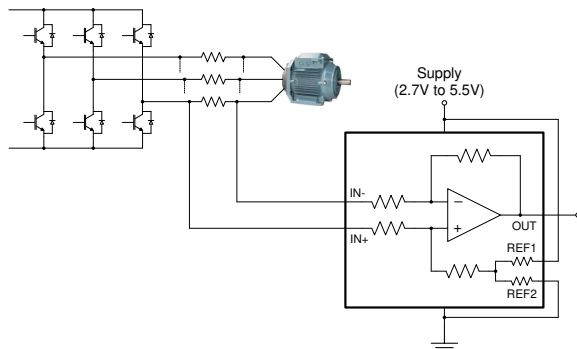 Supply
(2.7V to 5.5V)
IN-
IN+
OUT
REF1
REF2